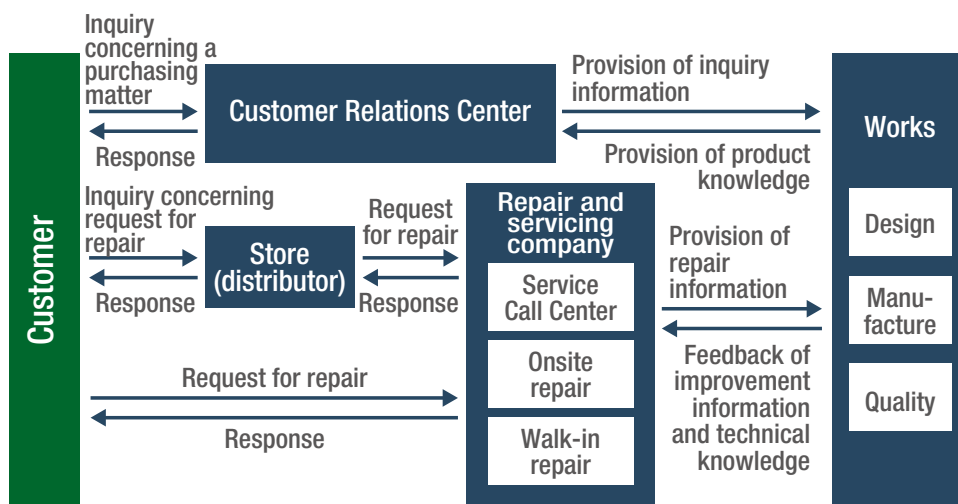 Inquiry
concerning a
purchasing
matter
Response
Customer Relations Center
Provision of inquiry
information
Provision of product
knowledge
Works
Design
Manu-
facture
Quality
Customer
Inquiry concerning
request for
repair
Response
Store
(distributor)
Request
for repair
Response
Repair and
servicing
company
Service
Call Center
Onsite
repair
Walk-in
repair
Provision of
repair
information
Feedback of
improvement
information
and technical
knowledge
Request for repair
Response